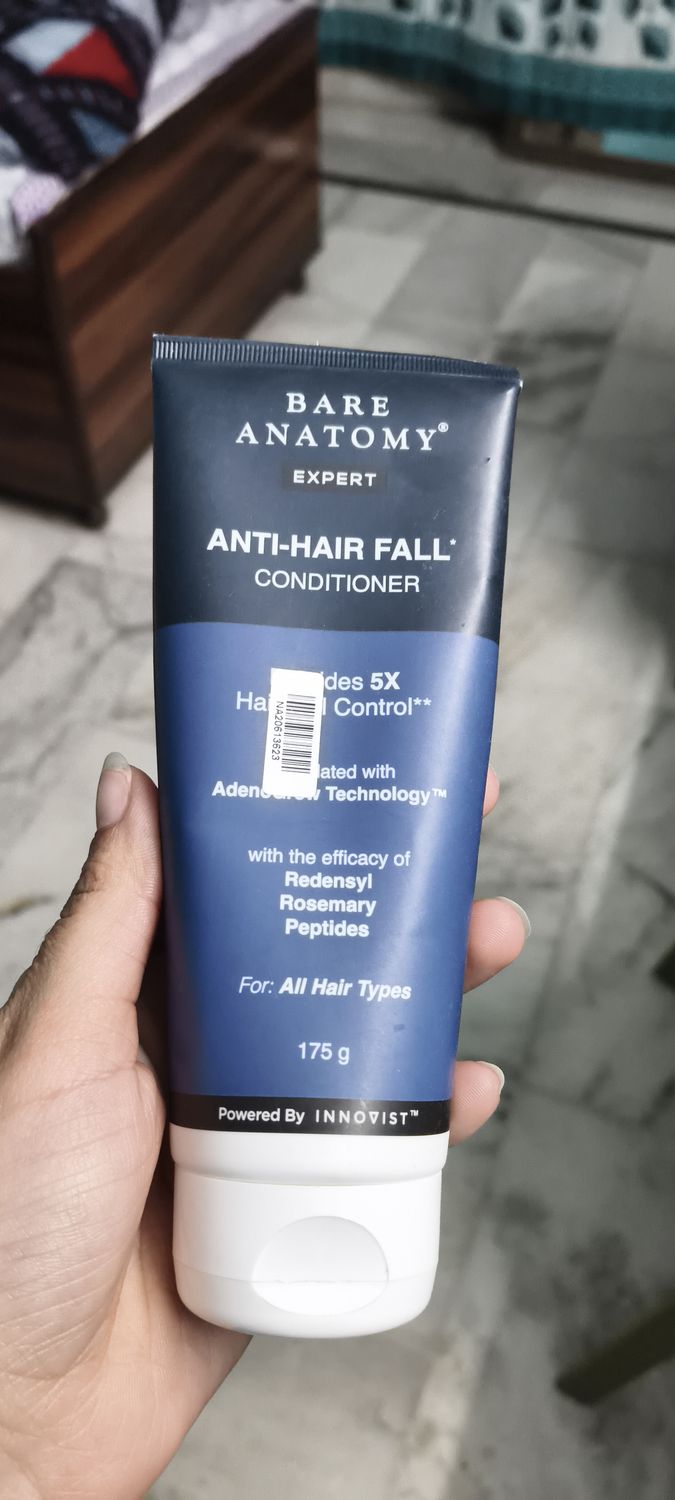 BARE
ANATOMY®
EXPERT
ANTI-HAIR FALL*
CONDITIONER
5X
Control**
NA20613623
with
Technology™
with the efficacy of
Redensyl
Rosemary
Peptides
For: All Hair Types
175 g
Powered By INNOVIST™